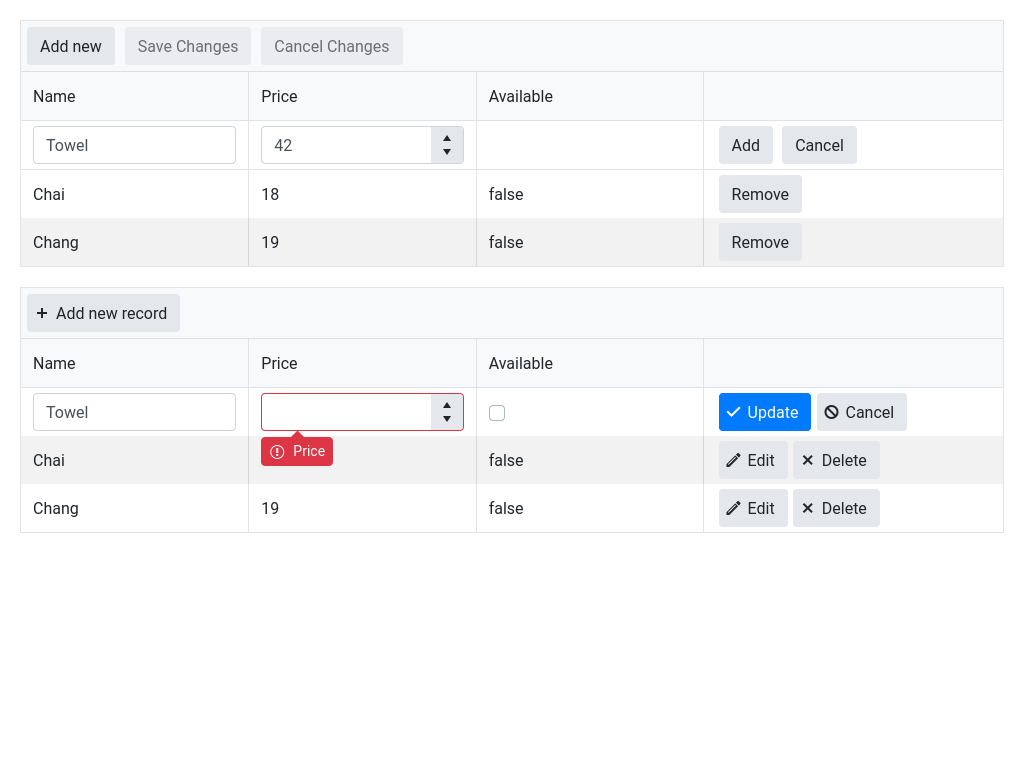 Add new Save Changes Cancel Changes
Name Price Available
Towel 42 Add Cancel
Chai 18 false Remove
Chang 19 false Remove
Add new record
Name Price Available
Towel Update Cancel
Price
Chai false Edit Delete
Chang 19 false Edit Delete